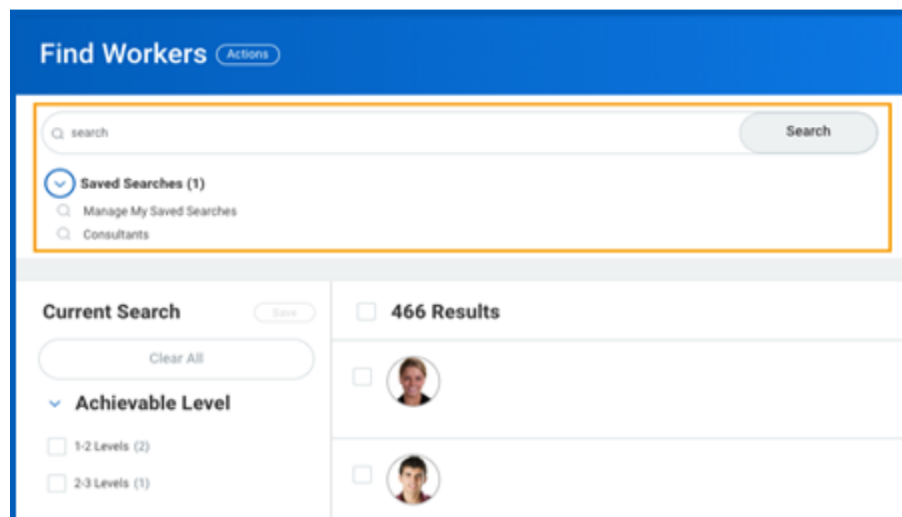 Find Workers Actions
search Search
Saved Searches (1)
Manage My Saved Searches
Consultants
Current Search Save
466 Results
Clear All
Achievable Level
1-2 Levels (2)
2-3 Levels (1)